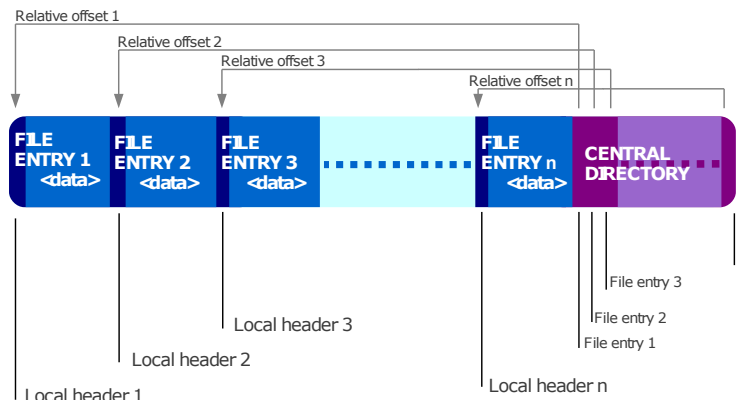 Relative offset 1
Relative offset 2
Relative offset 3
Relative offset n
FILE
ENTRY 1
<data>
FILE
ENTRY 2
<data>
FILE
ENTRY 3
<data>
FILE
ENTRY n
<data>
CENTRAL
DIRECTORY
File entry 3
File entry 2
File entry 1
Local header 3
Local header 2
Local header n
Local header 1